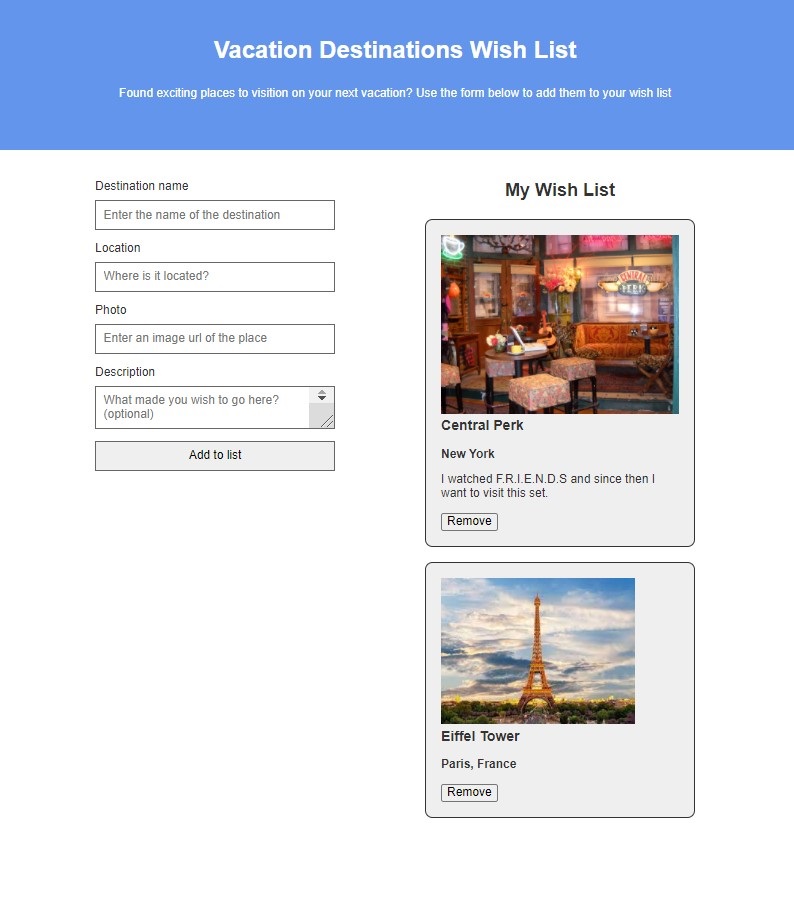 Vacation Destinations Wish List
Found exciting places to visition on your next vacation? Use the form below to add them to your wish list
Destination name
Enter the name of the destination
Location
Where is it located?
Photo
Enter an image url of the place
Description
What made you wish to go here?
(optional)
Add to list
My Wish List
CENTRAL
PERK
Central Perk
New York
I watched F.R.I.E.N.D.S and since then I
want to visit this set.
Remove
Eiffel Tower
Paris, France
Remove